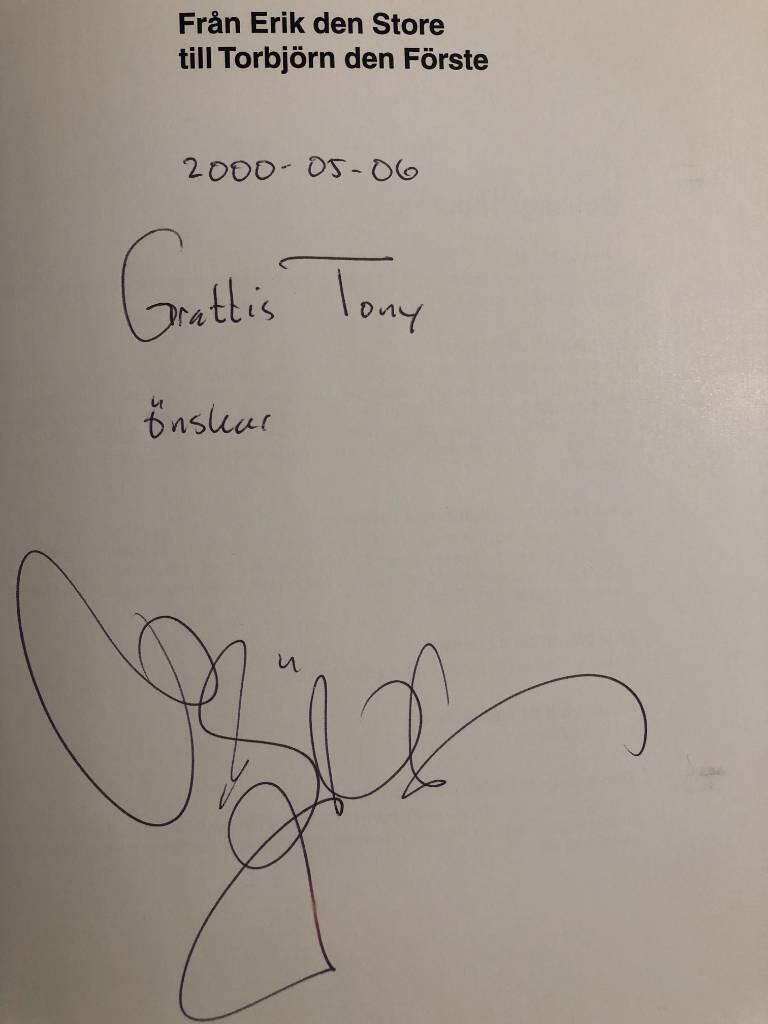 Från Erik den Store
till Torbjörn den Förste
2000-05-06
Grattis Tony
önskar